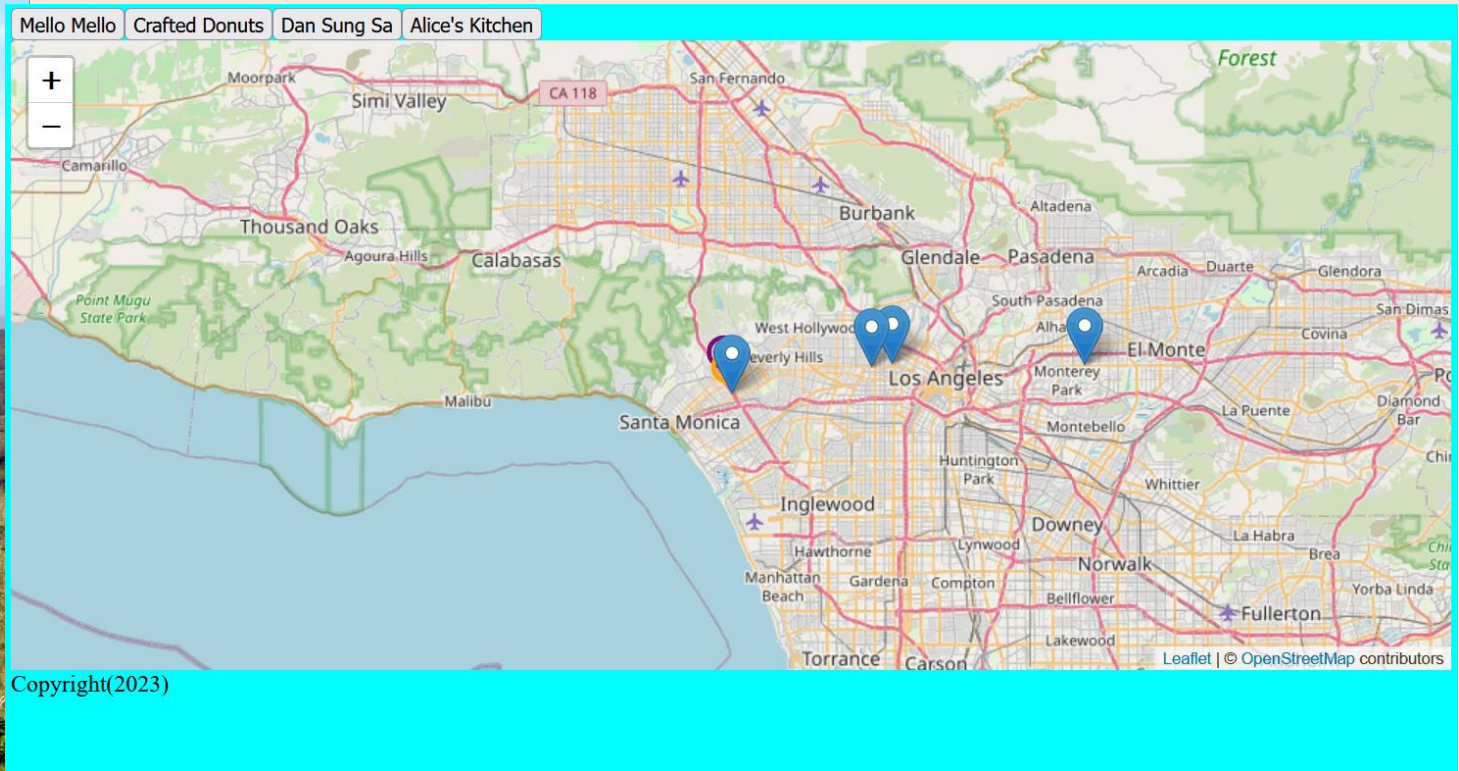 Mello Mello Crafted Donuts Dan Sung Sa Alice's Kitchen
+
−
Forest
Moorpark
San Fernando
Simi Valley
CA 118
Camarillo
Altadena
Burbank
Thousand Oaks
Agoura Hills
Calabasas
Glendale
Pasadena
Arcadia
Duarte
Glendora
Point Mugu
State Park
South Pasadena
San Dimas
West Hollywoo
Alha
Covina
El Monte
everly Hills
Monterey
Park
Los Angeles
Malibu
Diamond
Bar
La Puente
Santa Monica
Montebello
Huntington
Park
Whittier
Inglewood
Downey
La Habra
Lynwood
Hawthorne
Brea
Norwalk
Manhattan
Beach
Gardena
Compton
Bellflower
Yorba Linda
Fullerton
Lakewood
Torrance
Carson
Leaflet | © OpenStreetMap contributors
Copyright(2023)